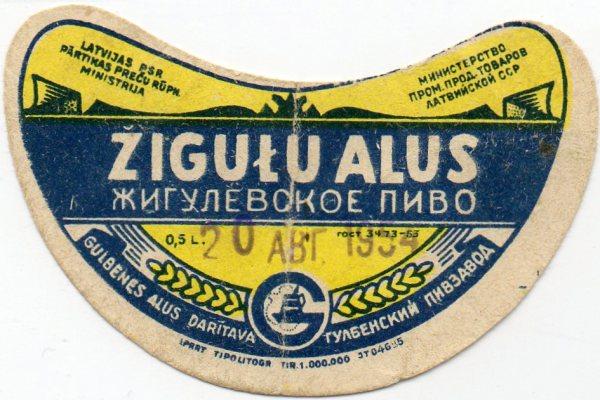 LATVIJAS PSR
PĀRTIKAS PREČU RŪPN.
MINISTRIJA
МИНИСТЕРСТВО
ПРОМ.ПРОД.ТОВАРОВ
ЛАТВИЙСКОЙ ССР
ŽIGUŁU ALUS
ЖИГУЛЕВСКОЕ ПИВО
0,5 L.
20 АВГ. 1954
гост 3473-53
GULBENES ALUS DARĪTAVA
ГУЛБЕНСКИЙ ПИВЗАВОД
TIPOLITOGR TIR.1.000.000